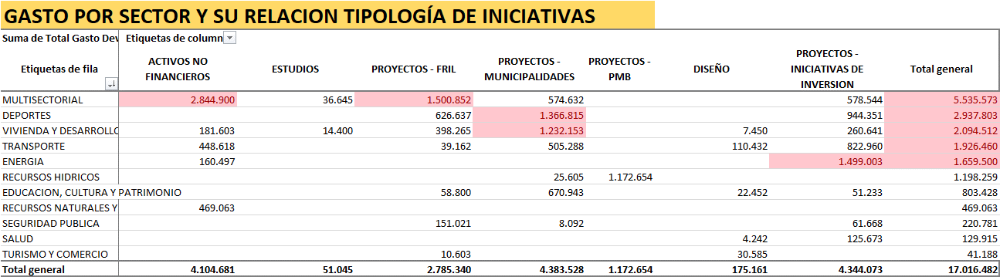 GASTO POR SECTOR Y SU RELACION TIPOLOGÍA DE INICIATIVAS
Suma de Total Gasto Dev Etiquetas de column
Etiquetas de fila ACTIVOS NO FINANCIEROS ESTUDIOS PROYECTOS - FRIL PROYECTOS - MUNICIPALIDADES PROYECTOS - PMB DISEÑO PROYECTOS - INICIATIVAS DE INVERSION Total general
MULTISECTORIAL 2.844.900 36.645 1.500.852 574.632 578.544 5.535.573
DEPORTES 626.637 1.366.815 944.351 2.937.803
VIVIENDA Y DESARROLLO 181.603 14.400 398.265 1.232.153 7.450 260.641 2.094.512
TRANSPORTE 448.618 39.162 505.288 110.432 822.960 1.926.460
ENERGIA 160.497 1.499.003 1.659.500
RECURSOS HIDRICOS 25.605 1.172.654 1.198.259
EDUCACION, CULTURA Y PATRIMONIO 58.800 670.943 22.452 51.233 803.428
RECURSOS NATURALES Y 469.063 469.063
SEGURIDAD PUBLICA 151.021 8.092 61.668 220.781
SALUD 4.242 125.673 129.915
TURISMO Y COMERCIO 10.603 30.585 41.188
Total general 4.104.681 51.045 2.785.340 4.383.528 1.172.654 175.161 4.344.073 17.016.482